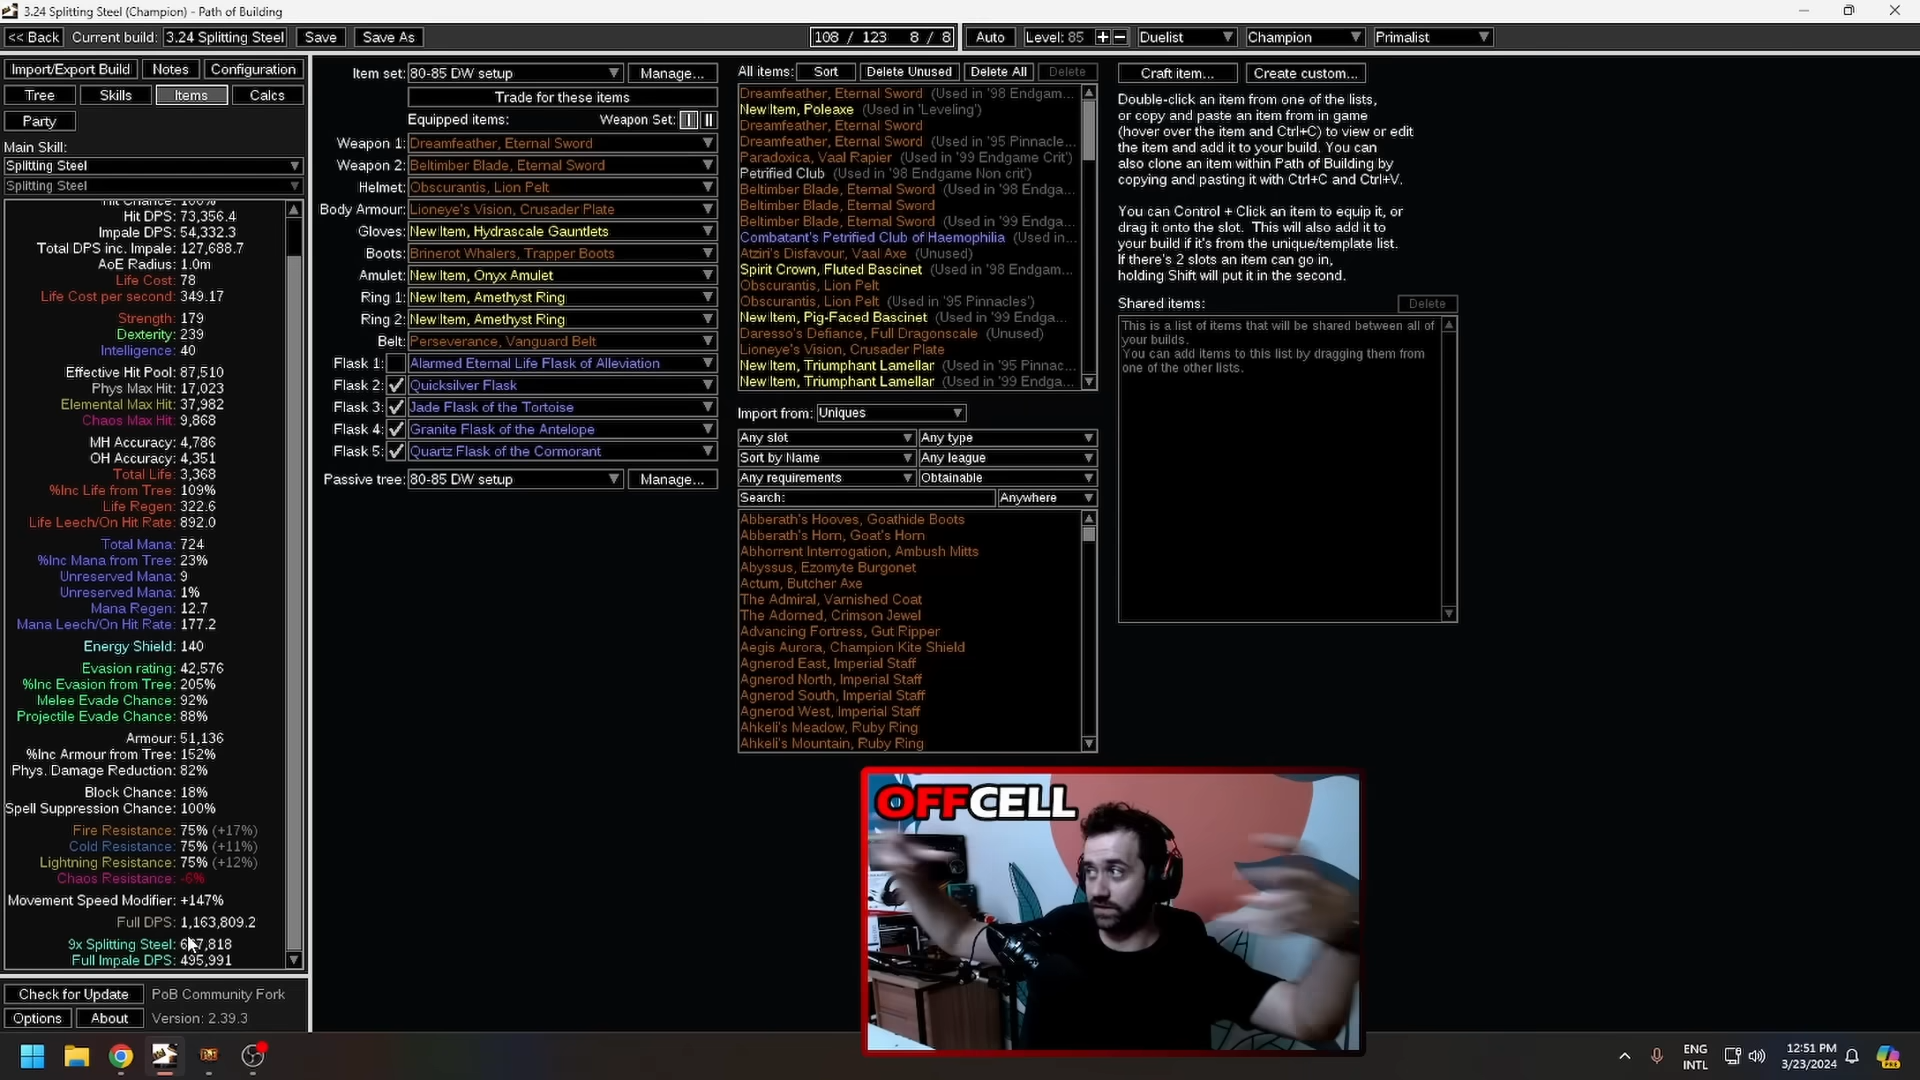 3.24 Splitting Steel (Champion) - Path of Building
<< Back
Current build: 3.24 Splitting Steel
Save
Save As
108 / 123 8 / 8
Auto
Level: 85
Duelist
Champion
Primalist
Import/Export Build
Notes
Configuration
Tree
Skills
Items
Calcs
Party
Main Skill:
Splitting Steel
Splitting Steel
Hit Chance: 100%
Hit DPS: 73,356.4
Impale DPS: 54,332.3
Total DPS inc. Impale: 127,688.7
AoE Radius: 1.0m
Life Cost: 78
Life Cost per second: 349.17
Strength: 179
Dexterity: 239
Intelligence: 40
Effective Hit Pool: 87,510
Phys Max Hit: 17,023
Elemental Max Hit: 37,982
Chaos Max Hit: 9,868
MH Accuracy: 4,786
OH Accuracy: 4,351
Total Life: 3,368
%Inc Life from Tree: 109%
Life Regen: 322.6
Life Leech/On Hit Rate: 892.0
Total Mana: 724
%Inc Mana from Tree: 23%
Unreserved Mana: 9
Unreserved Mana: 1%
Mana Regen: 12.7
Mana Leech/On Hit Rate: 177.2
Energy Shield: 140
Evasion rating: 42,576
%Inc Evasion from Tree: 205%
Melee Evade Chance: 92%
Projectile Evade Chance: 88%
Armour: 51,136
%Inc Armour from Tree: 152%
Phys. Damage Reduction: 82%
Block Chance: 18%
Spell Suppression Chance: 100%
Fire Resistance: 75% (+17%)
Cold Resistance: 75% (+11%)
Lightning Resistance: 75% (+12%)
Chaos Resistance: -6%
Movement Speed Modifier: +147%
Full DPS: 1,163,809.2
9x Splitting Steel:
Full Impale DPS: 495,991
Check for Update
PoB Community Fork
Options
About
Version: 2.39.3
Item set: 80-85 DW setup
Manage...
Trade for these items
Equipped items:
Weapon Set: I II
Weapon 1: Dreamfeather, Eternal Sword
Weapon 2: Beltimber Blade, Eternal Sword
Helmet: Obscurantis, Lion Pelt
Body Armour: Lioneye's Vision, Crusader Plate
Gloves: New Item, Hydrascale Gauntlets
Boots: Brinerot Whalers, Trapper Boots
Amulet: New Item, Onyx Amulet
Ring 1: New Item, Amethyst Ring
Ring 2: New Item, Amethyst Ring
Belt: Perseverance, Vanguard Belt
Flask 1: Alarmed Eternal Life Flask of Alleviation
Flask 2: Quicksilver Flask
Flask 3: Jade Flask of the Tortoise
Flask 4: Granite Flask of the Antelope
Flask 5: Quartz Flask of the Cormorant
Passive tree: 80-85 DW setup
Manage...
All items:
Sort
Delete Unused
Delete All
Delete
Dreamfeather, Eternal Sword (Used in '98 Endgam...
New Item, Poleaxe (Used in 'Leveling')
Dreamfeather, Eternal Sword
Dreamfeather, Eternal Sword (Used in '95 Pinnacle...
Paradoxica, Vaal Rapier (Used in '99 Endgame Crit')
Petrified Club (Used in '98 Endgame Non crit')
Beltimber Blade, Eternal Sword (Used in '98 Endga...
Beltimber Blade, Eternal Sword
Beltimber Blade, Eternal Sword (Used in '99 Endga...
Combatant's Petrified Club of Haemophilia (Used in...
Atziri's Disfavour, Vaal Axe (Unused)
Spirit Crown, Fluted Bascinet (Used in '98 Endgam...
Obscurantis, Lion Pelt
Obscurantis, Lion Pelt (Used in '95 Pinnacles')
New Item, Pig-Faced Bascinet (Used in '99 Endga...
Daresso's Defiance, Full Dragonscale (Unused)
Lioneye's Vision, Crusader Plate
New Item, Triumphant Lamellar (Used in '95 Pinnac...
New Item, Triumphant Lamellar (Used in '99 Endga...
Import from: Uniques
Any slot
Any type
Sort by Name
Any league
Any requirements
Obtainable
Search:
Anywhere
Abberath's Hooves, Goathide Boots
Abberath's Horn, Goat's Horn
Abhorrent Interrogation, Ambush Mitts
Abyssus, Ezomyte Burgonet
Actum, Butcher Axe
The Admiral, Varnished Coat
The Adorned, Crimson Jewel
Advancing Fortress, Gut Ripper
Aegis Aurora, Champion Kite Shield
Agnerod East, Imperial Staff
Agnerod North, Imperial Staff
Agnerod South, Imperial Staff
Agnerod West, Imperial Staff
Ahkeli's Meadow, Ruby Ring
Ahkeli's Mountain, Ruby Ring
Craft item...
Create custom...
Double-click an item from one of the lists,
or copy and paste an item from in game
(hover over the item and Ctrl+C) to view or edit
the item and add it to your build. You can
also clone an item within Path of Building by
copying and pasting it with Ctrl+C and Ctrl+V.
You can Control + Click an item to equip it, or
drag it onto the slot. This will also add it to
your build if it's from the unique/template list.
If there's 2 slots an item can go in,
holding Shift will put it in the second.
Shared items:
Delete
This is a list of items that will be shared between all of
your builds.
You can add items to this list by dragging them from
one of the other lists.
OFFCELL
ENG
INTL
12:51 PM
3/23/2024
PRE